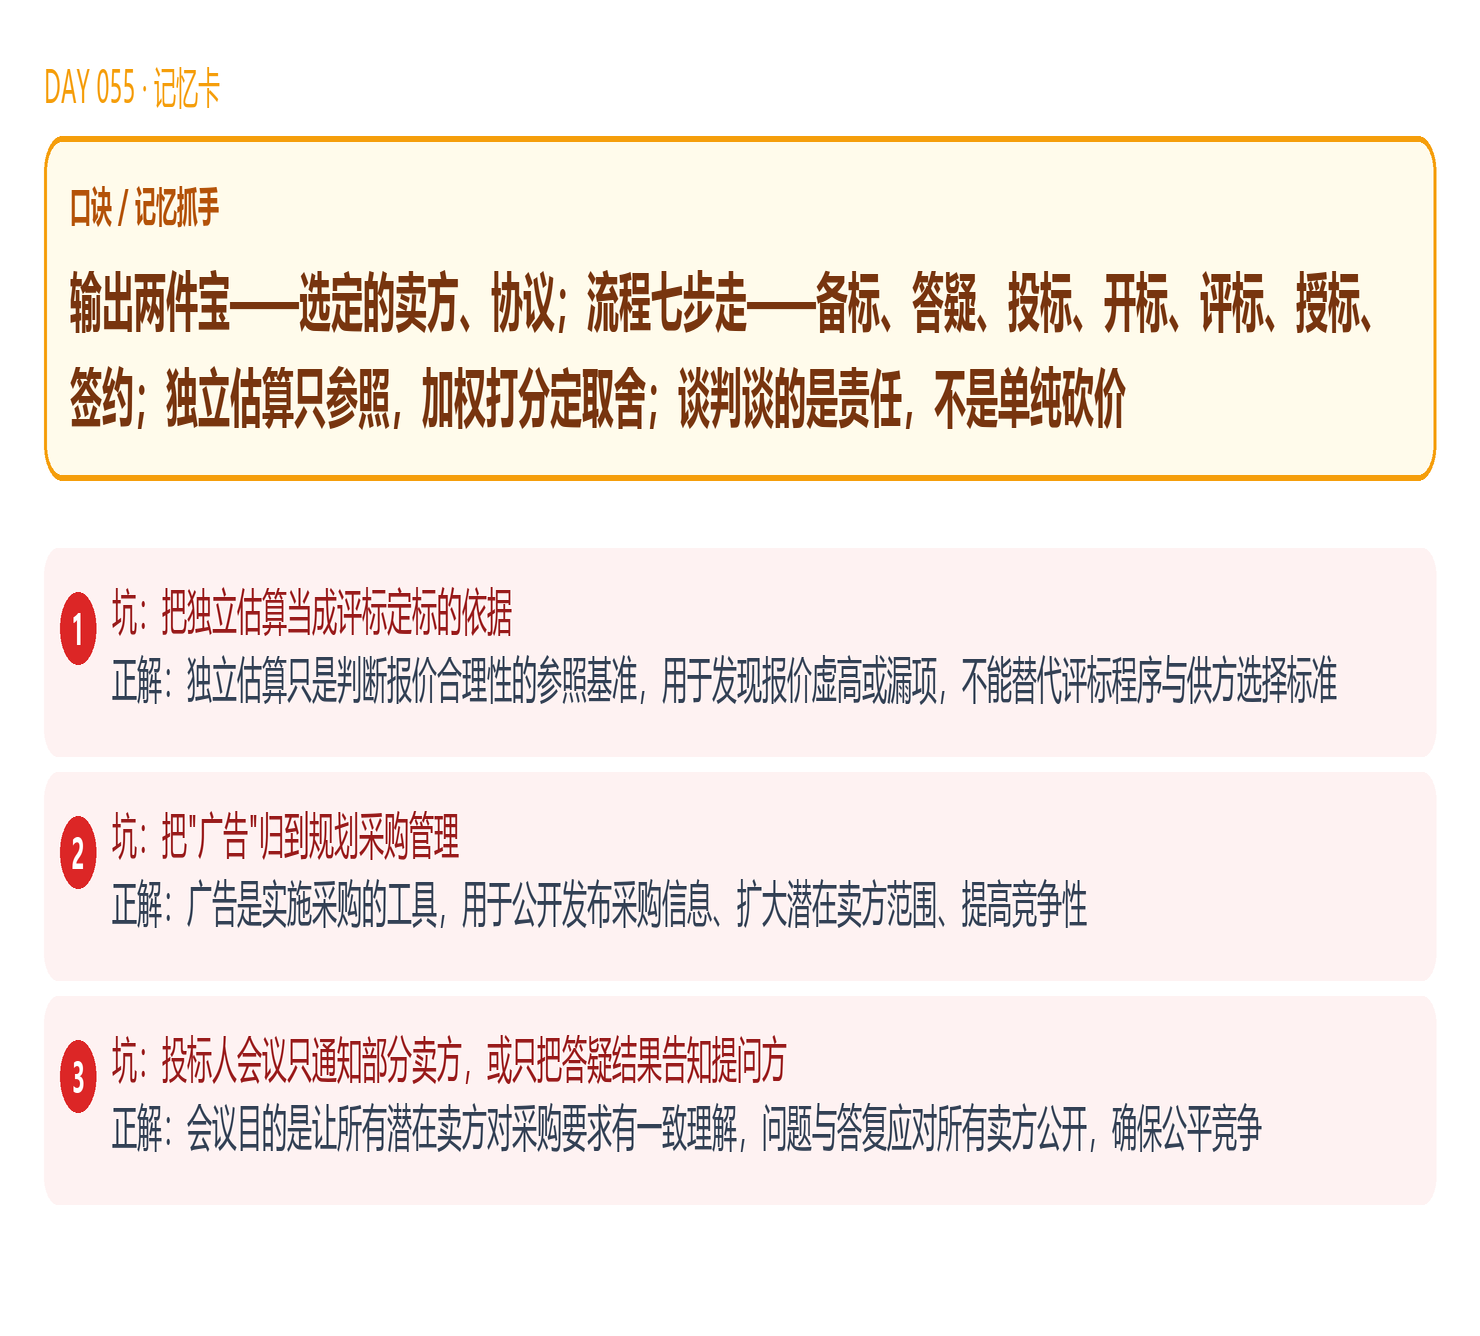 DAY 055 · 记忆卡
口诀 / 记忆抓手
输出两件宝——选定的卖方、协议；流程七步走——备标、答疑、投标、开标、评标、授标、
签约；独立估算只参照，加权打分定取舍；谈判谈的是责任，不是单纯砍价
1
坑：把独立估算当成评标定标的依据
正解：独立估算只是判断报价合理性的参照基准，用于发现报价虚高或漏项，不能替代评标程序与供方选择标准
2
坑：把"广告"归到规划采购管理
正解：广告是实施采购的工具，用于公开发布采购信息、扩大潜在卖方范围、提高竞争性
3
坑：投标人会议只通知部分卖方，或只把答疑结果告知提问方
正解：会议目的是让所有潜在卖方对采购要求有一致理解，问题与答复应对所有卖方公开，确保公平竞争